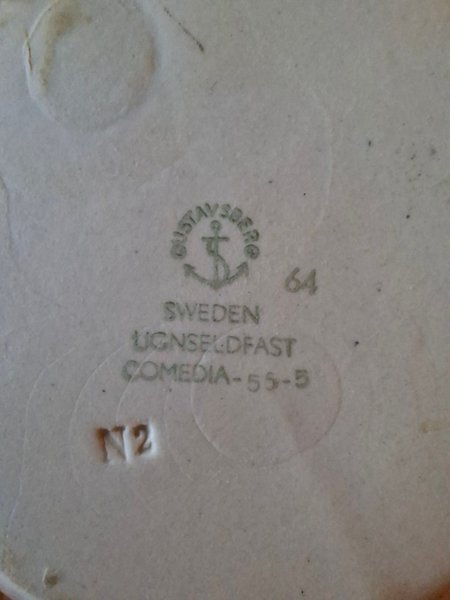 GUSTAVSBERG
64
SWEDEN
UGNSELDFAST
COMEDIA-55-5
N2